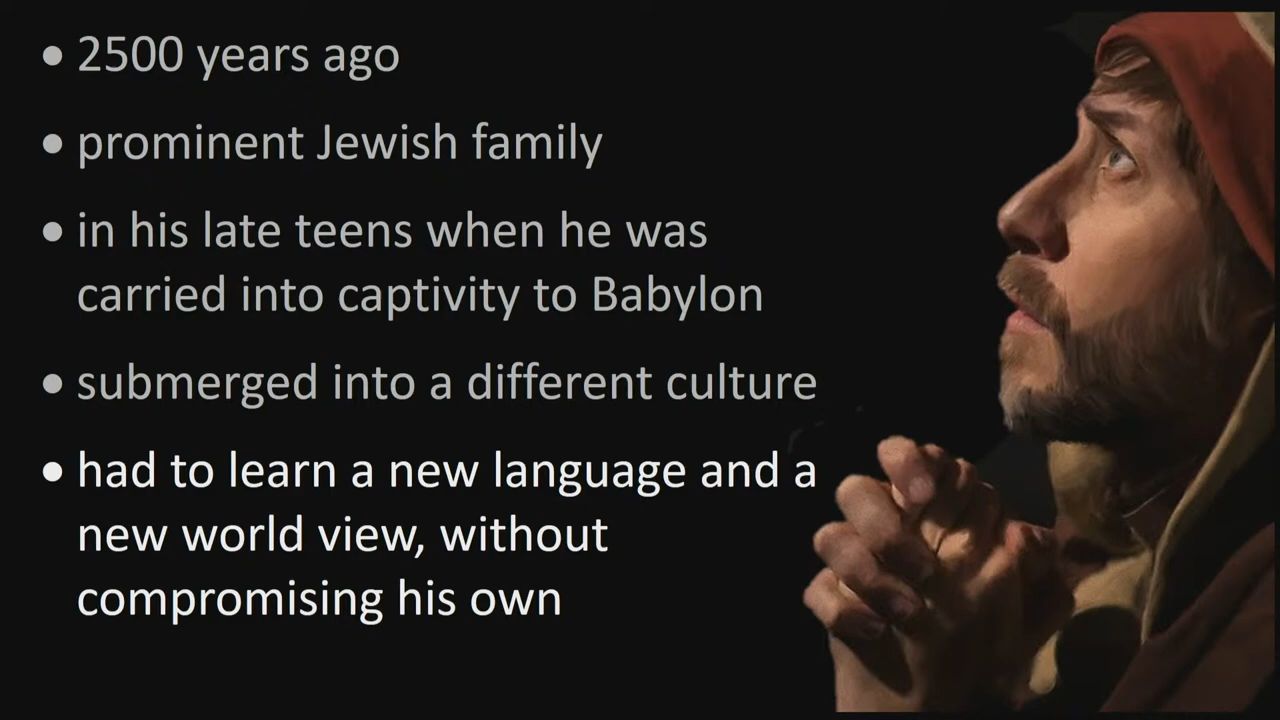 • 2500 years ago
• prominent Jewish family
• in his late teens when he was
carried into captivity to Babylon
• submerged into a different culture
• had to learn a new language and a
new world view, without
compromising his own